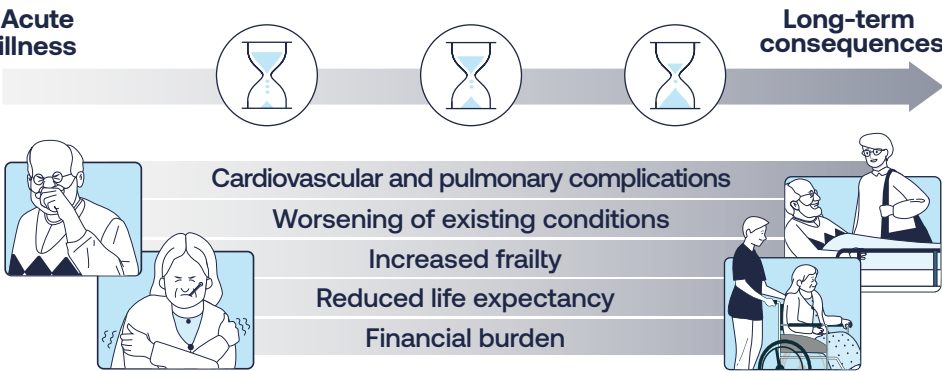 Acute
illness
Long-term
consequences
Cardiovascular and pulmonary complications
Worsening of existing conditions
Increased frailty
Reduced life expectancy
Financial burden